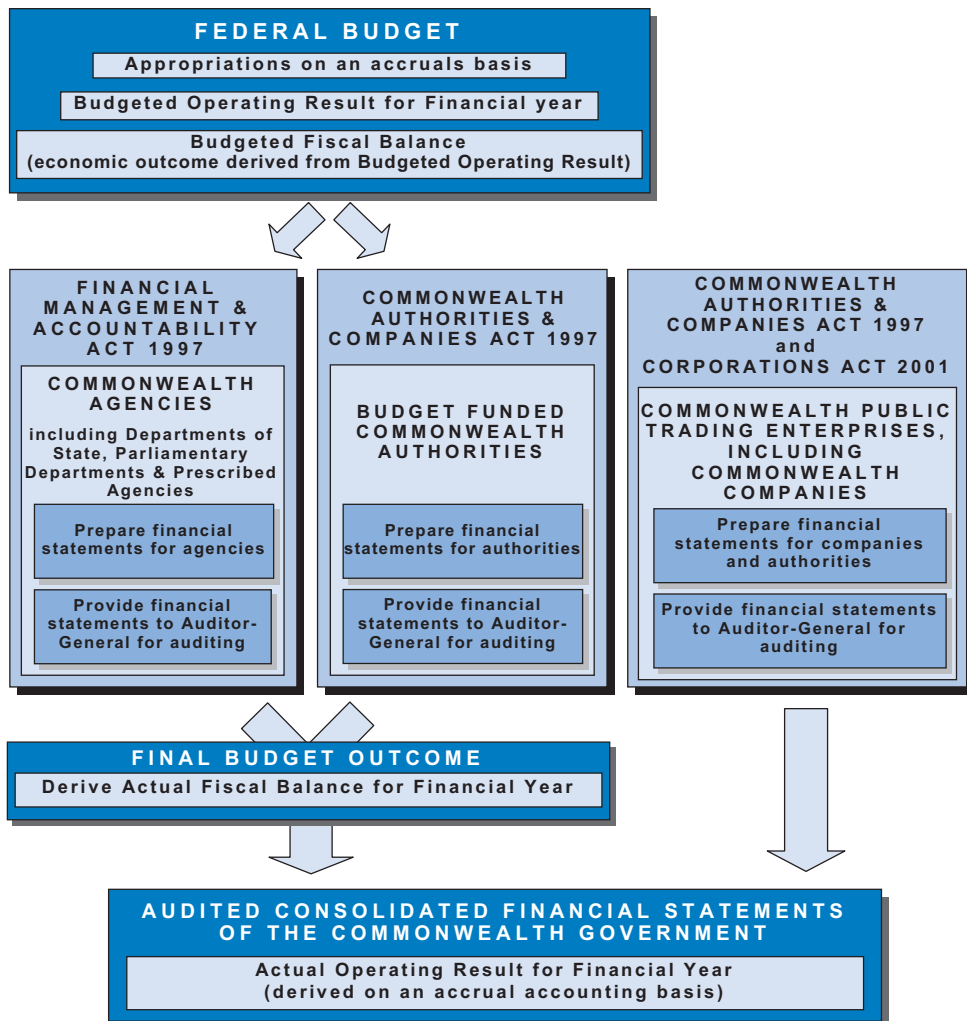 FEDERAL BUDGET
Appropriations on an accruals basis
Budgeted Operating Result for Financial year
Budgeted Fiscal Balance
(economic outcome derived from Budgeted Operating Result)
FINANCIAL
MANAGEMENT &
ACCOUNTABILITY
ACT 1997
COMMONWEALTH
AGENCIES
including Departments of
State, Parliamentary
Departments & Prescribed
Agencies
Prepare financial
statements for agencies
Provide financial
statements to Auditor-
General for auditing
COMMONWEALTH
AUTHORITIES &
COMPANIES ACT 1997
BUDGET FUNDED
COMMONWEALTH
AUTHORITIES
Prepare financial
statements for authorities
Provide financial
statements to Auditor-
General for auditing
COMMONWEALTH
AUTHORITIES &
COMPANIES ACT 1997
and
CORPORATIONS ACT 2001
COMMONWEALTH PUBLIC
TRADING ENTERPRISES,
INCLUDING
COMMONWEALTH
COMPANIES
Prepare financial
statements for companies
and authorities
Provide financial statements
to Auditor-General for
auditing
FINAL BUDGET OUTCOME
Derive Actual Fiscal Balance for Financial Year
AUDITED CONSOLIDATED FINANCIAL STATEMENTS
OF THE COMMONWEALTH GOVERNMENT
Actual Operating Result for Financial Year
(derived on an accrual accounting basis)